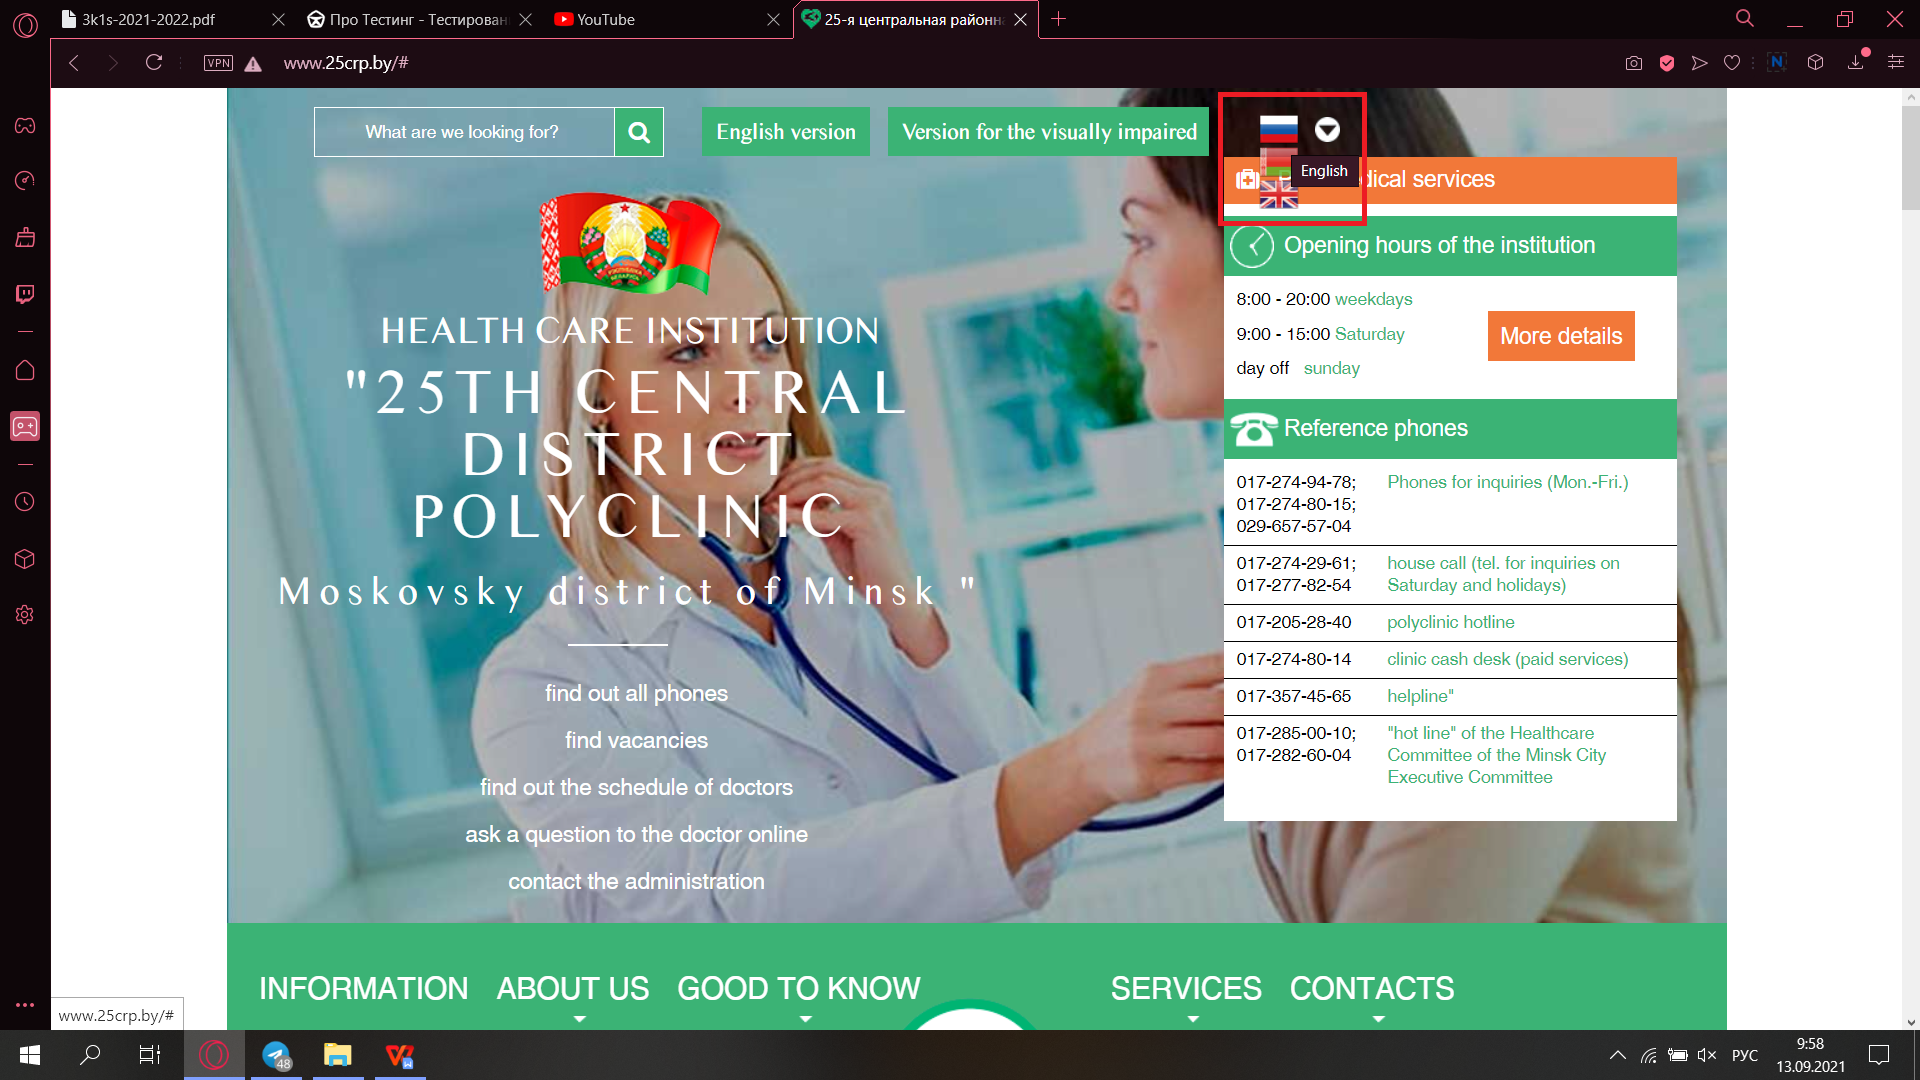 3k1s-2021-2022.pdf
Про Тестинг - Тестирован
YouTube
25-я центральная районна
VPN
www.25crp.by/#
What are we looking for?
English version
Version for the visually impaired
English
dical services
HEALTH CARE INSTITUTION
"25TH CENTRAL
DISTRICT
POLYCLINIC
Moskovsky district of Minsk "
find out all phones
find vacancies
find out the schedule of doctors
ask a question to the doctor online
contact the administration
Opening hours of the institution
8:00 - 20:00 weekdays
9:00 - 15:00 Saturday
day off sunday
More details
Reference phones
017-274-94-78; Phones for inquiries (Mon.-Fri.)
017-274-80-15;
029-657-57-04
017-274-29-61; house call (tel. for inquiries on
017-277-82-54 Saturday and holidays)
017-205-28-40 polyclinic hotline
017-274-80-14 clinic cash desk (paid services)
017-357-45-65 helpline"
017-285-00-10; "hot line" of the Healthcare
017-282-60-04 Committee of the Minsk City
Executive Committee
INFORMATION
ABOUT US
GOOD TO KNOW
SERVICES
CONTACTS
www.25crp.by/#
48
РУС
9:58
13.09.2021